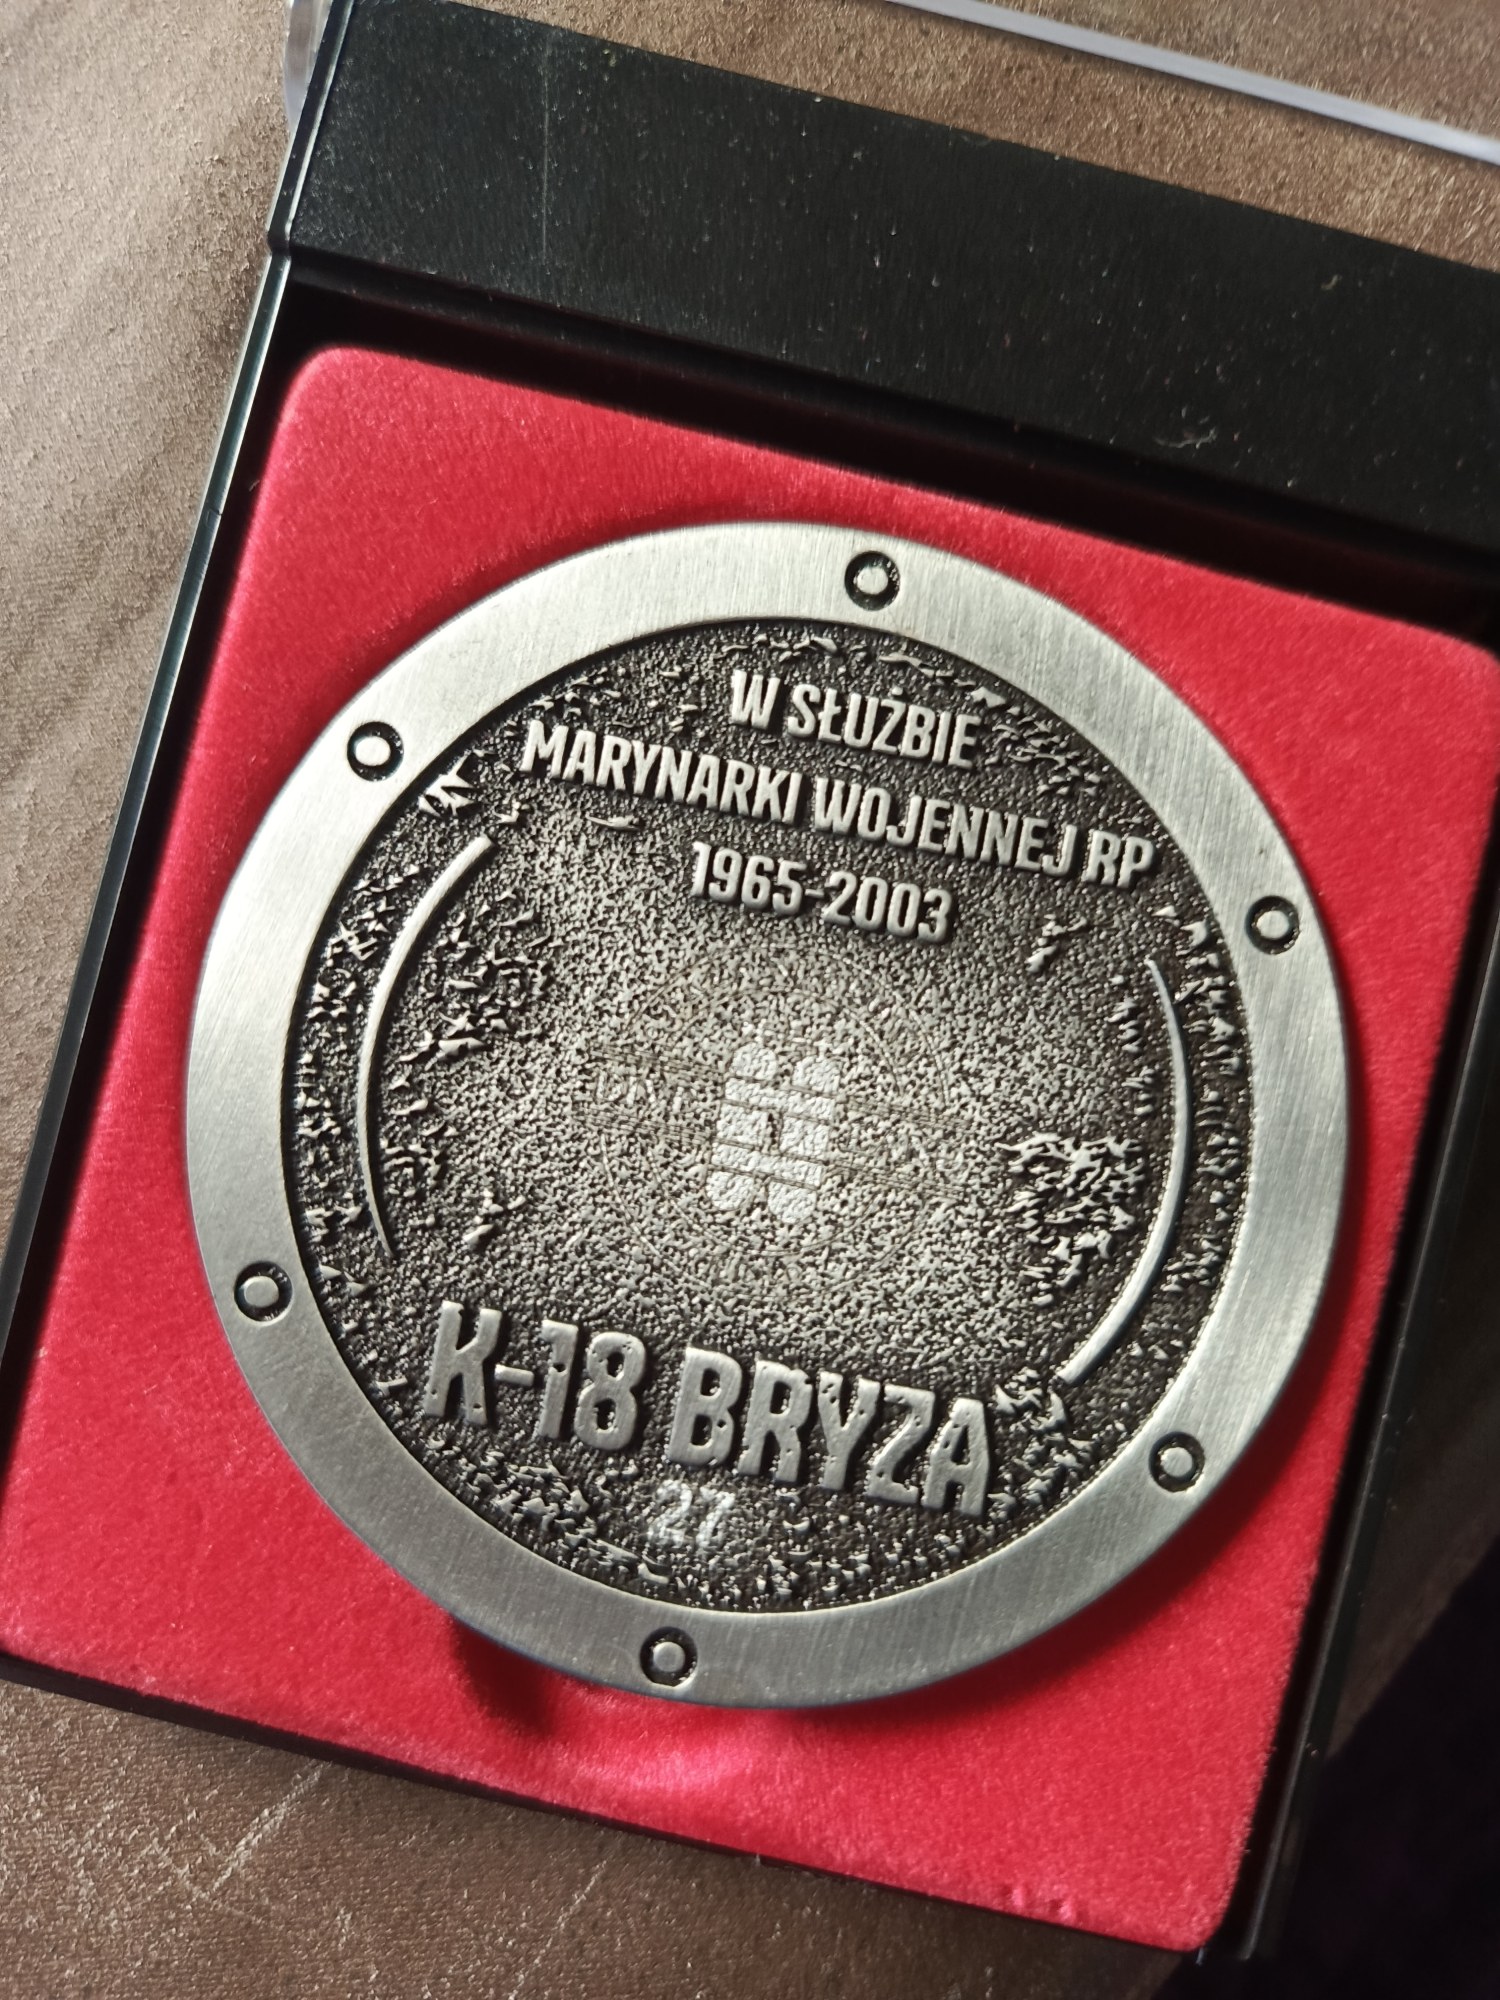 W SŁUŻBIE
MARYNARKI WOJENNEJ RP
1965-2003
K-18 BRYZA
27